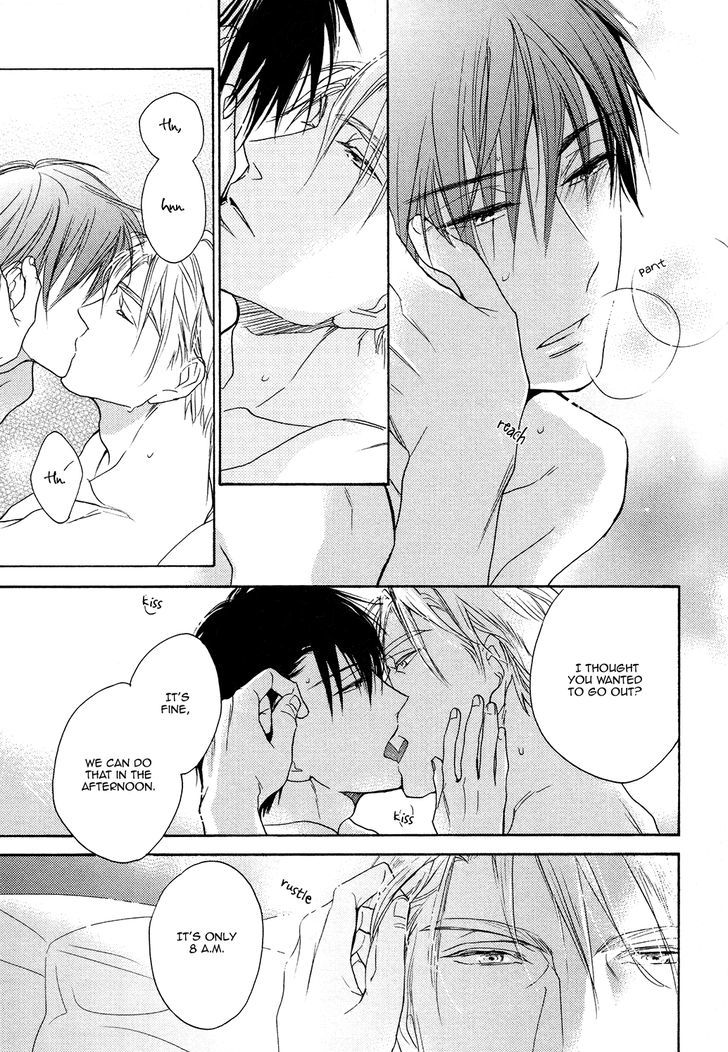 pant
reach
Hn,
hnn.
Hn.
I THOUGHT
YOU WANTED
TO GO OUT?
kiss
IT'S
FINE,
WE CAN DO
THAT IN THE
AFTERNOON.
kiss
rustle
IT'S ONLY
8 A.M.